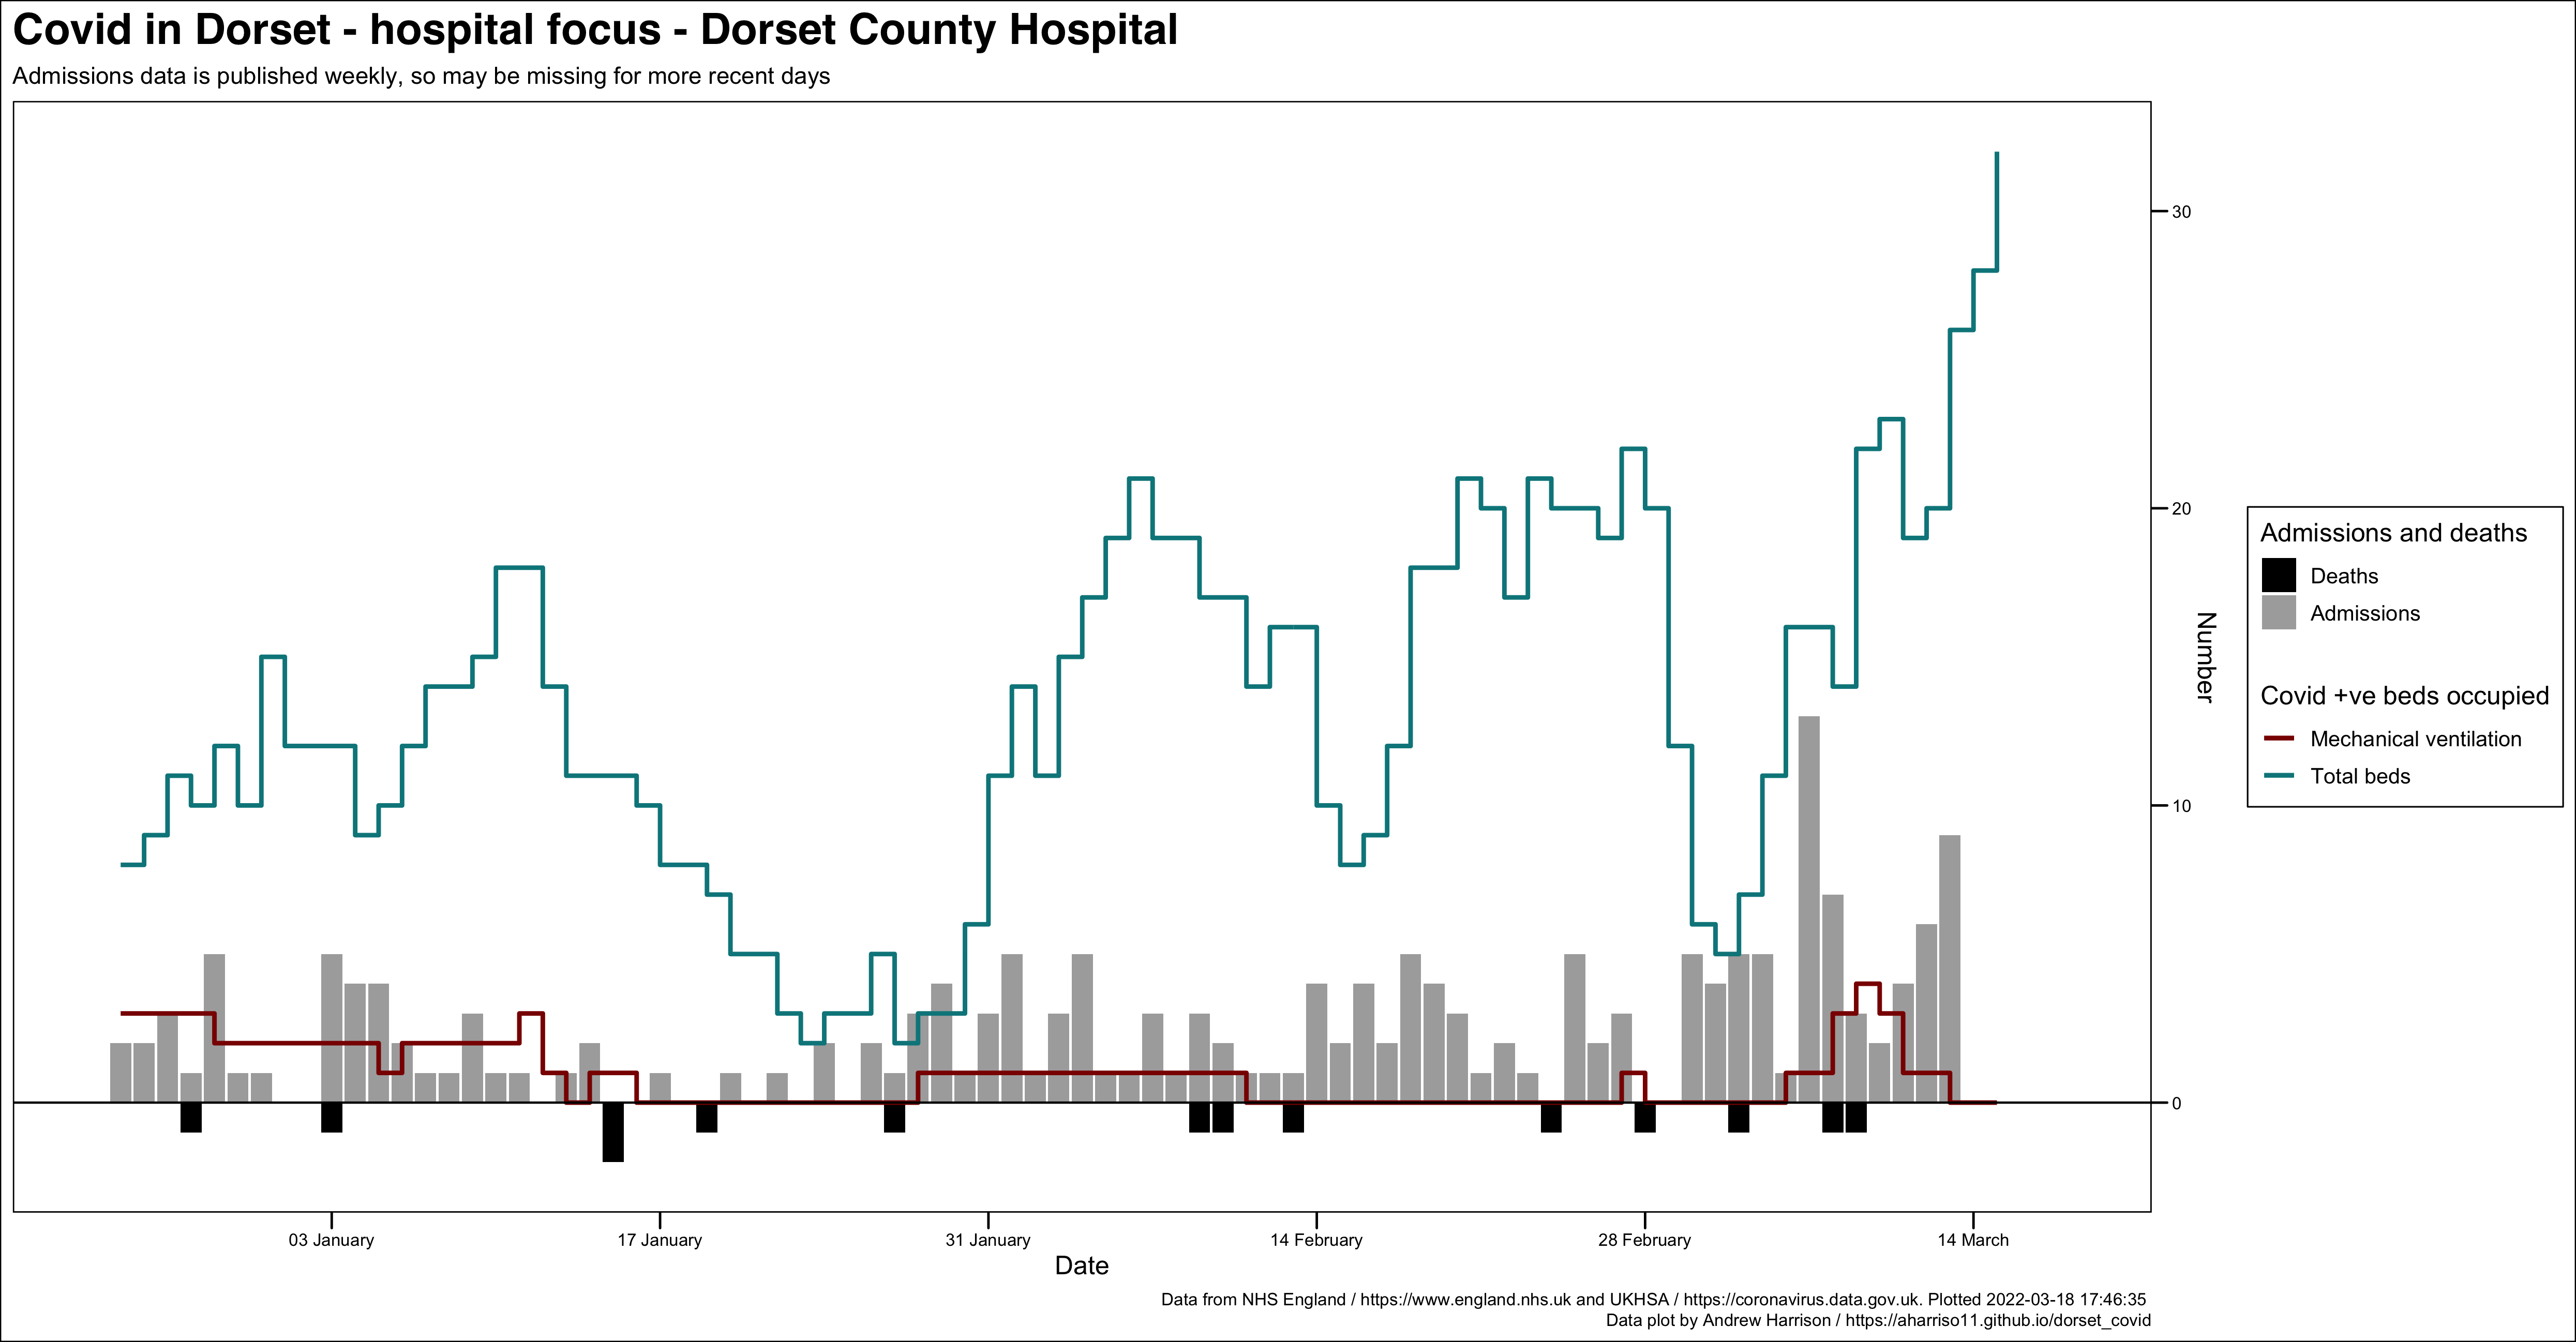 Covid in Dorset - hospital focus - Dorset County Hospital
Admissions data is published weekly, so may be missing for more recent days
30
20
10
0
Number
Admissions and deaths
Deaths
Admissions
Covid +ve beds occupied
Mechanical ventilation
Total beds
03 January
17 January
31 January
14 February
28 February
14 March
Date
Data from NHS England / https://www.england.nhs.uk and UKHSA / https://coronavirus.data.gov.uk. Plotted 2022-03-18 17:46:35
Data plot by Andrew Harrison / https://aharriso11.github.io/dorset_covid